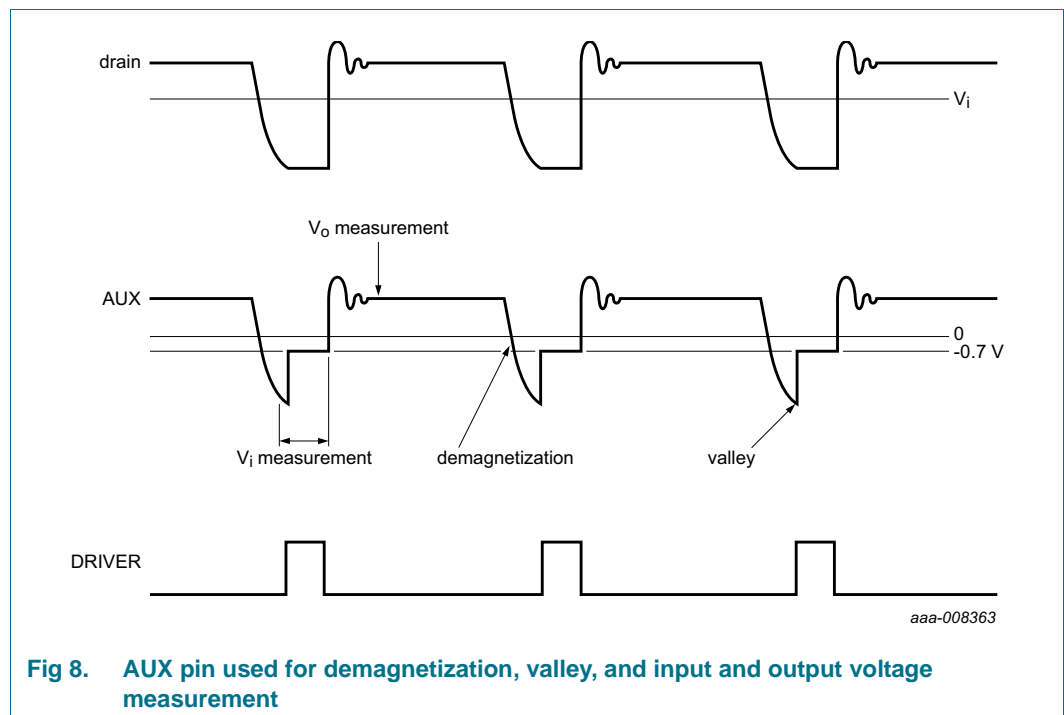 drain
Vi
Vo measurement
AUX
0
-0.7 V
Vi measurement
demagnetization
valley
DRIVER
aaa-008363
Fig 8. AUX pin used for demagnetization, valley, and input and output voltage
measurement